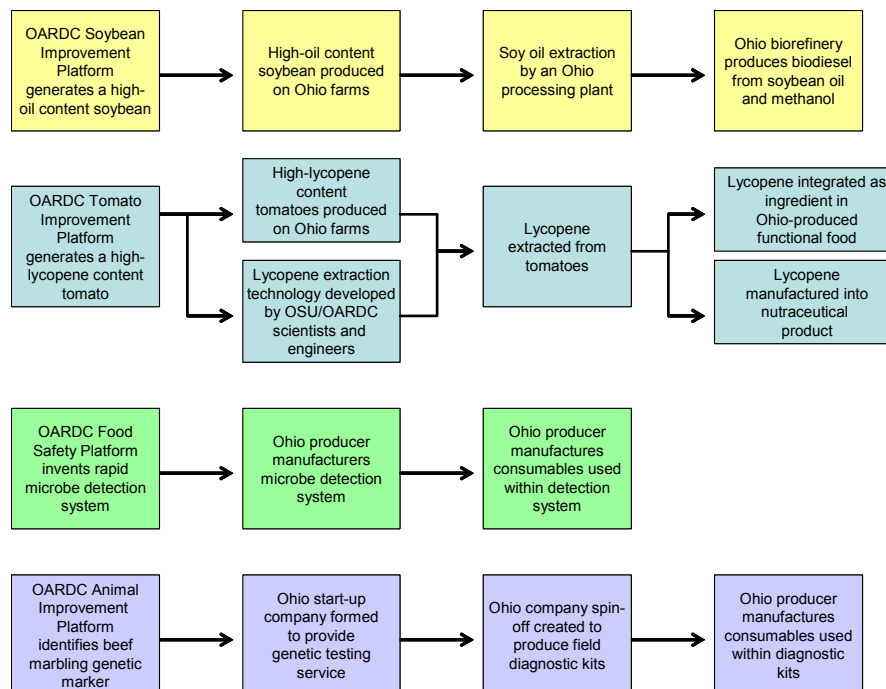 OARDC Soybean
Improvement
Platform
generates a high-
oil content soybean
High-oil content
soybean produced
on Ohio farms
Soy oil extraction
by an Ohio
processing plant
Ohio biorefinery
produces biodiesel
from soybean oil
and methanol
OARDC Tomato
Improvement
Platform
generates a high-
lycopene content
tomato
High-lycopene
content
tomatoes produced
on Ohio farms
Lycopene extraction
technology developed
by OSU/OARDC
scientists and
engineers
Lycopene
extracted from
tomatoes
Lycopene integrated as
ingredient in
Ohio-produced
functional food
Lycopene
manufactured into
nutraceutical
product
OARDC Food
Safety Platform
invents rapid
microbe detection
system
Ohio producer
manufacturers
microbe detection
system
Ohio producer
manufactures
consumables used
within detection
system
OARDC Animal
Improvement
Platform
identifies beef
marbling genetic
marker
Ohio start-up
company formed
to provide
genetic testing
service
Ohio company spin-
off created to
produce field
diagnostic kits
Ohio producer
manufactures
consumables used
within diagnostic
kits